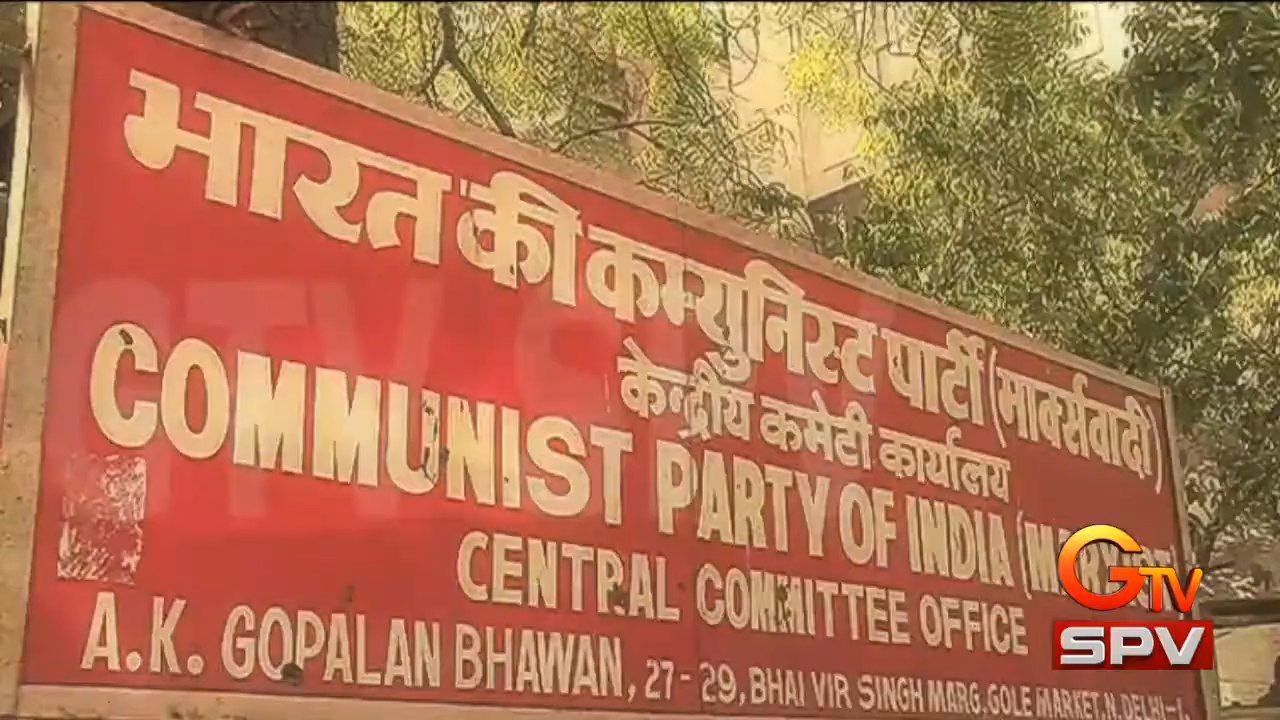 भारत की कम्युनिस्ट पार्टी (मार्क्सवादी)
केन्द्रीय कमेटी कार्यालय
COMMUNIST PARTY OF INDIA
CENTRAL COMMITTEE OFFICE
A.K. GOPALAN BHAWAN, 27-29, BHAI VIR SINGH MARG. GOLE MARKET. N. DELHI-1.
GTV
SPV